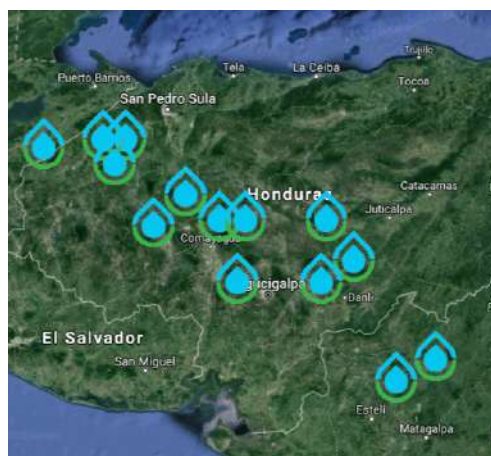 Trujillo
Tela
La Ceiba
Puerto Barrios
Tocoa
San Pedro Sula
Catacamas
Honduras
Juticalpa
Comayagua
gucigalpa
Danlí
El Salvador
San Miguel
Estelí
Matagalpa